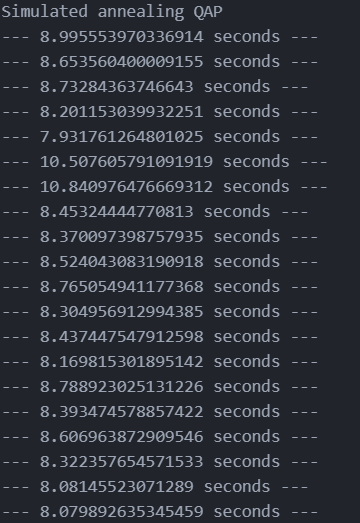 Simulated annealing QAP
--- 8.995553970336914 seconds ---
--- 8.653560400009155 seconds ---
--- 8.73284363746643 seconds ---
--- 8.201153039932251 seconds ---
--- 7.931761264801025 seconds ---
--- 10.507605791091919 seconds ---
--- 10.840976476669312 seconds ---
--- 8.45324444770813 seconds ---
--- 8.370097398757935 seconds ---
--- 8.524043083190918 seconds ---
--- 8.765054941177368 seconds ---
--- 8.304956912994385 seconds ---
--- 8.437447547912598 seconds ---
--- 8.169815301895142 seconds ---
--- 8.788923025131226 seconds ---
--- 8.393474578857422 seconds ---
--- 8.606963872909546 seconds ---
--- 8.322357654571533 seconds ---
--- 8.08145523071289 seconds ---
--- 8.079892635345459 seconds ---